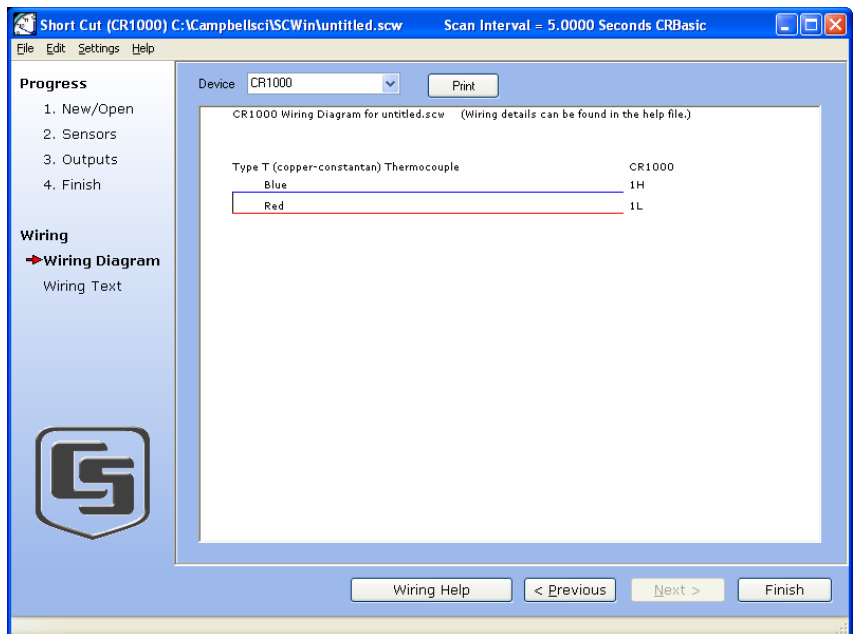 Short Cut (CR1000) C:\Campbellsci\SCWin\untitled.scw Scan Interval = 5.0000 Seconds CRBasic
File Edit Settings Help
Progress
1. New/Open
2. Sensors
3. Outputs
4. Finish
Wiring
Wiring Diagram
Wiring Text
Device CR1000 Print
CR1000 Wiring Diagram for untitled.scw (Wiring details can be found in the help file.)
Type T (copper-constantan) Thermocouple CR1000
Blue 1H
Red 1L
CS
Wiring Help < Previous Next > Finish